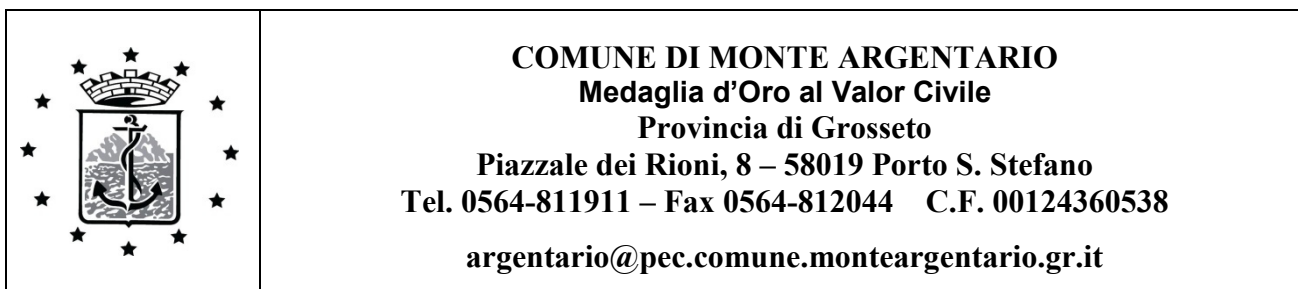 COMUNE DI MONTE ARGENTARIO
Medaglia d’Oro al Valor Civile
Provincia di Grosseto
Piazzale dei Rioni, 8 – 58019 Porto S. Stefano
Tel. 0564-811911 – Fax 0564-812044 C.F. 00124360538
argentario@pec.comune.monteargentario.gr.it